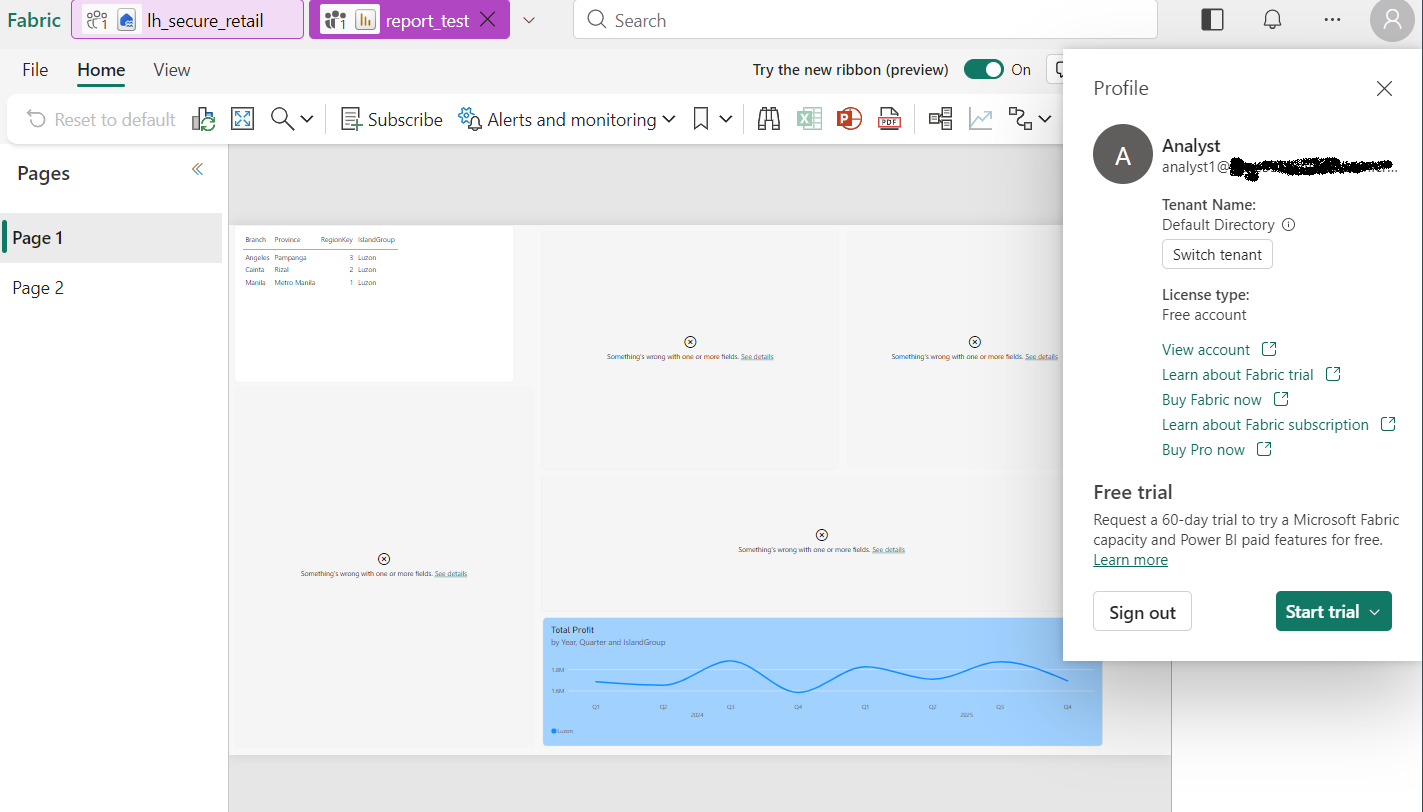 Fabric
lh_secure_retail
report_test
Search
File
Home
View
Try the new ribbon (preview)
On
Reset to default
Subscribe
Alerts and monitoring
Pages
Page 1
Page 2
Branch Province RegionKey IslandGroup
Angeles Pampanga 3 Luzon
Cainta Rizal 2 Luzon
Manila Metro Manila 1 Luzon
Something's wrong with one or more fields. See details
Something's wrong with one or more fields. See details
Something's wrong with one or more fields. See details
Something's wrong with one or more fields. See details
Total Profit
by Year, Quarter and IslandGroup
1.8M
1.6M
Q1 Q2 Q3 Q4 Q1 Q2 Q3 Q4
2024 2025
Luzon
Profile
A
Analyst
analyst1@
Tenant Name:
Default Directory
Switch tenant
License type:
Free account
View account
Learn about Fabric trial
Buy Fabric now
Learn about Fabric subscription
Buy Pro now
Free trial
Request a 60-day trial to try a Microsoft Fabric
capacity and Power BI paid features for free.
Learn more
Sign out
Start trial